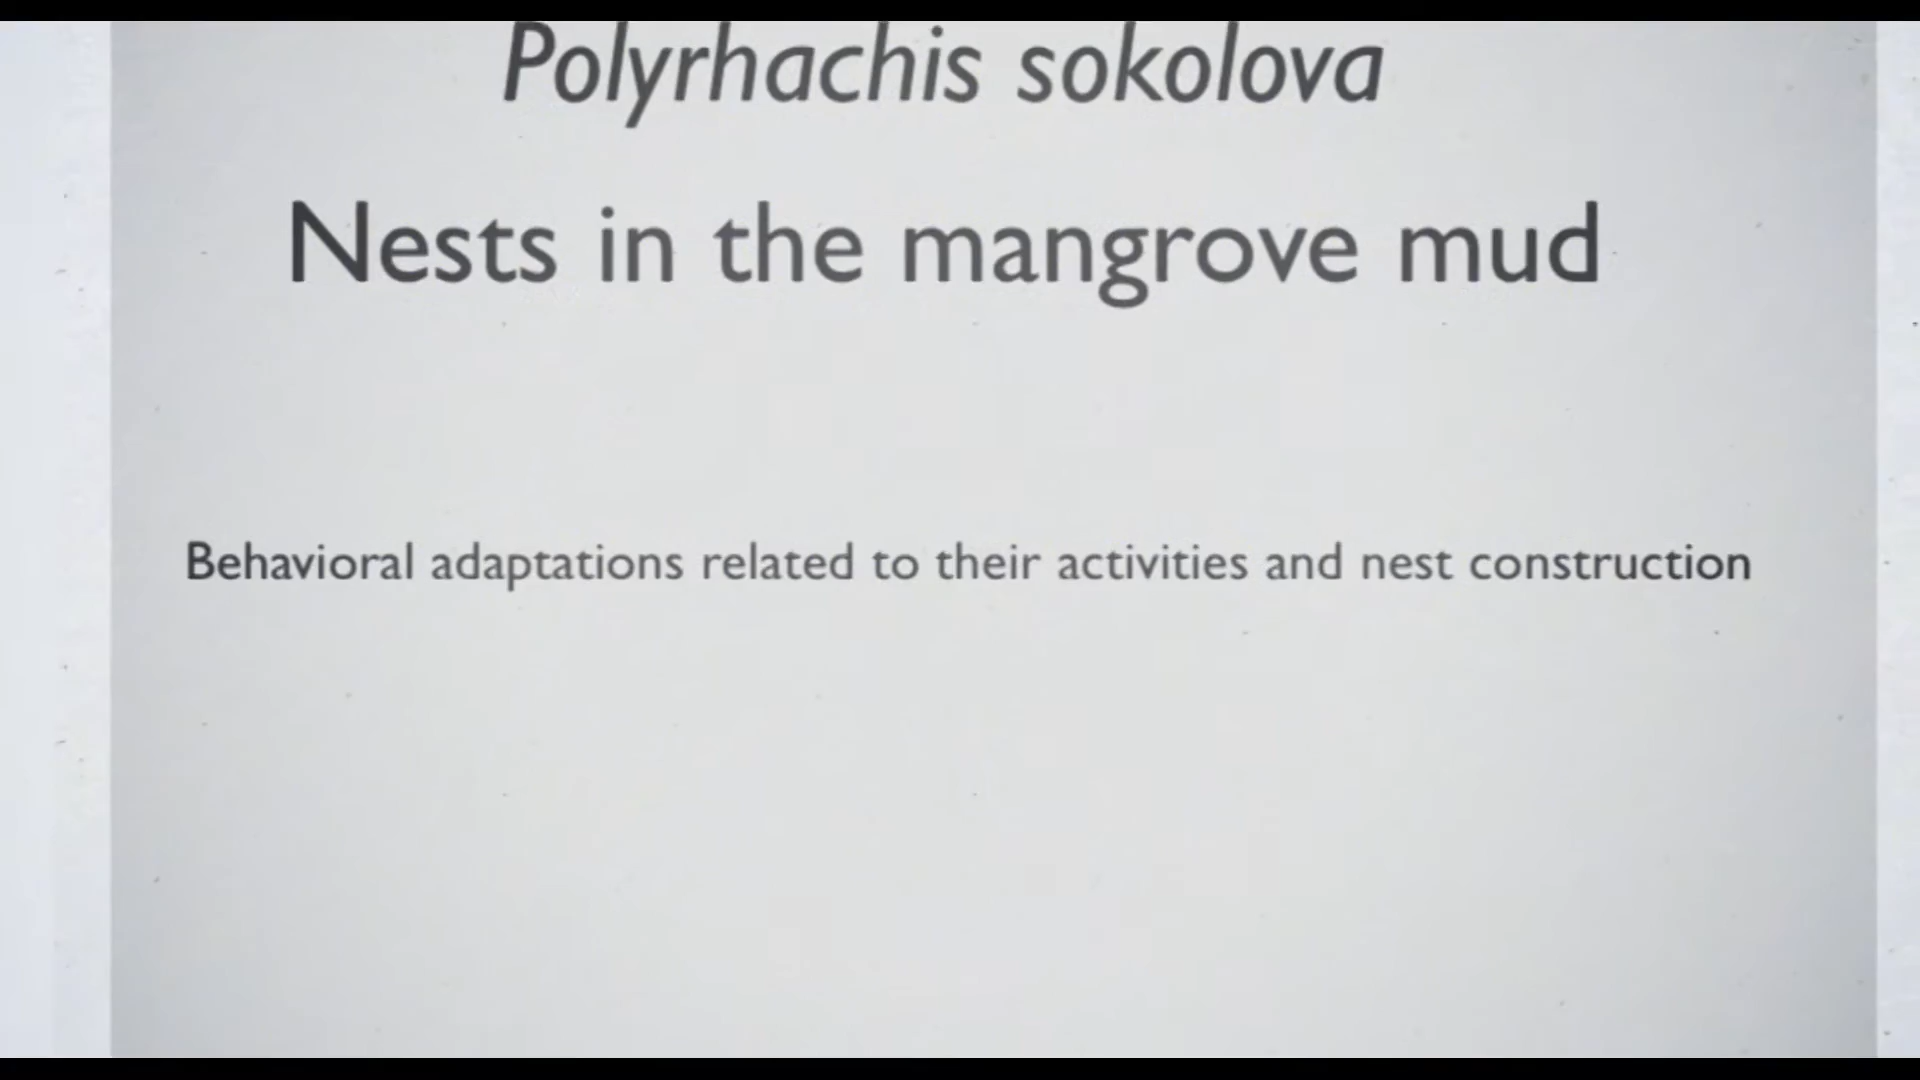 Polyrhachis sokolova
Nests in the mangrove mud
Behavioral adaptations related to their activities and nest construction